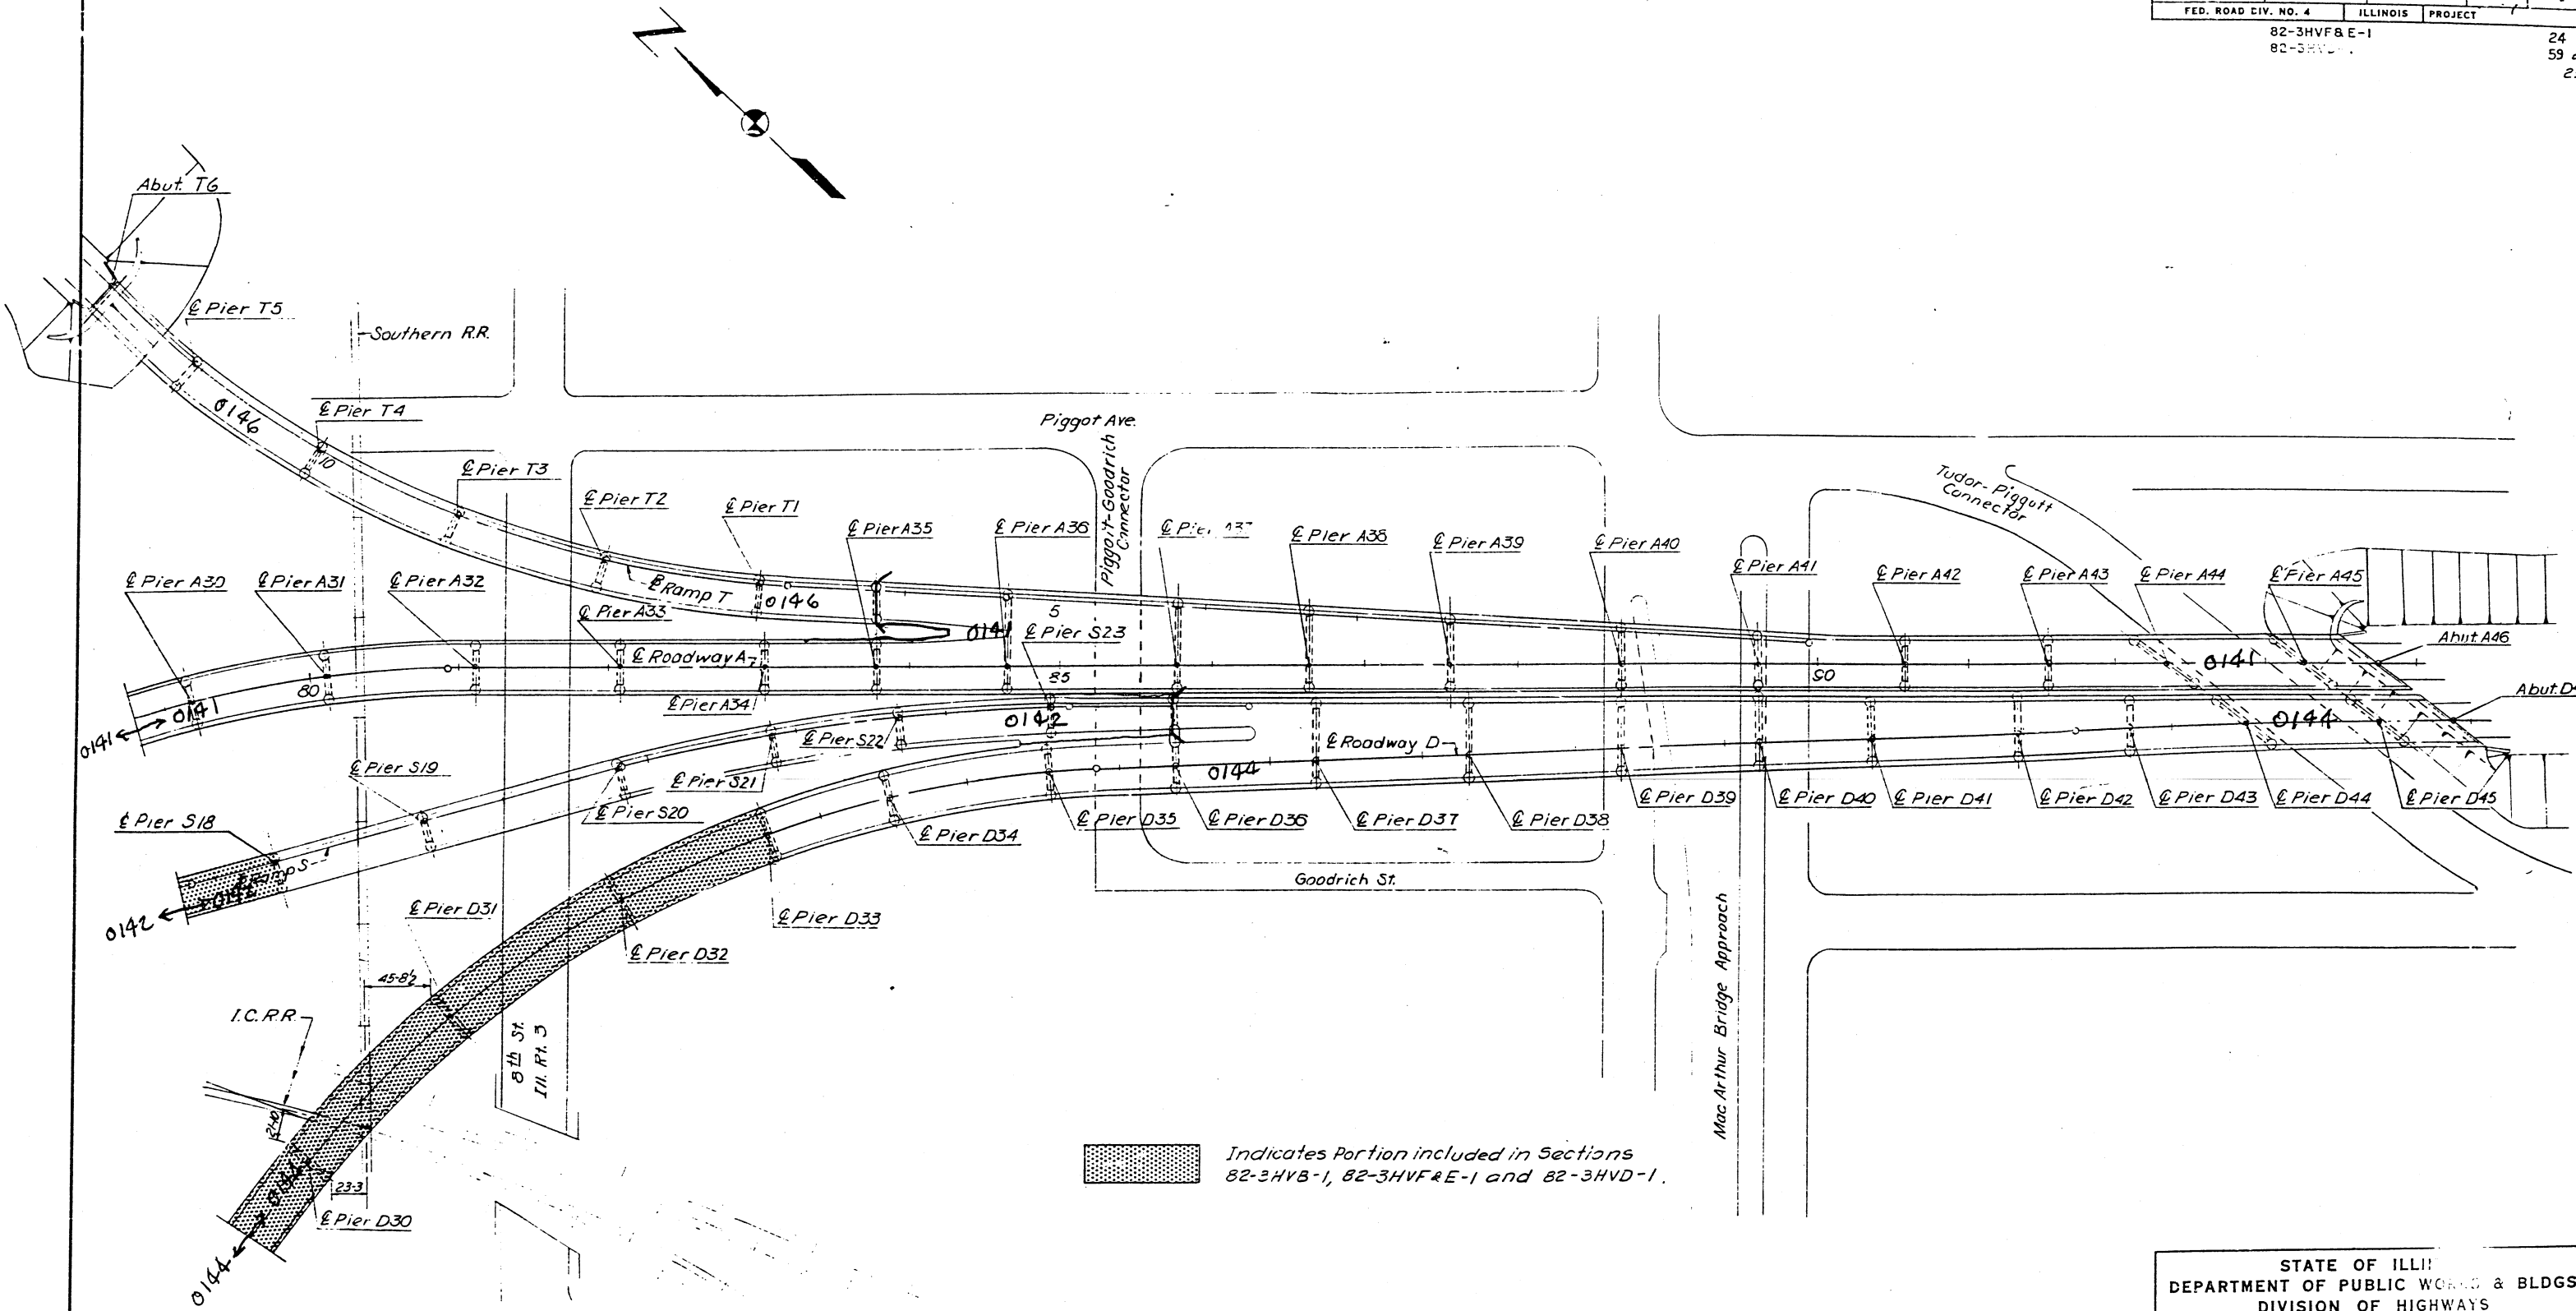 FED. ROAD DIV. NO. 4 ILLINOIS PROJECT
82-3HVF&E-1
24
59
Abut. T6
℄ Pier T5
Southern R.R.
0146
℄ Pier T4
10
Piggot Ave.
℄ Pier T3
℄ Pier T2
℄ Pier T1
℄ Pier A35
℄ Pier A36
Piggott-Goodrich
Connector
℄ Pier A37
℄ Pier A38
℄ Pier A39
℄ Pier A40
℄ Pier A41
℄ Pier A42
℄ Pier A43
℄ Pier A44
℄ Pier A45
Tudor-Piggott
Connector
℄ Pier A30
℄ Pier A31
℄ Pier A32
℄ Pier A33
Ramp T
0146
5
0141
℄ Pier S23
Abut A46
℄ Roadway A
80
85
90
0141
0141
0141
℄ Pier A34
0142
0144
℄ Pier S22
℄ Roadway D
0144
℄ Pier S19
℄ Pier S21
℄ Pier S20
℄ Pier S18
℄ Pier D34
℄ Pier D35
℄ Pier D36
℄ Pier D37
℄ Pier D38
℄ Pier D39
℄ Pier D40
℄ Pier D41
℄ Pier D42
℄ Pier D43
℄ Pier D44
℄ Pier D45
Ramp S
0142
0142
Goodrich St.
℄ Pier D31
℄ Pier D33
℄ Pier D32
45-8½
I.C.R.R.
8th St.
Ill. Rt. 3
Mac Arthur Bridge Approach
23-3
0144
℄ Pier D30
0144
Indicates Portion included in Sections
82-3HVB-1, 82-3HVF&E-1 and 82-3HVD-1.
STATE OF
DEPARTMENT OF PUBLIC & BLDGS
DIVISION OF HIGHWAYS